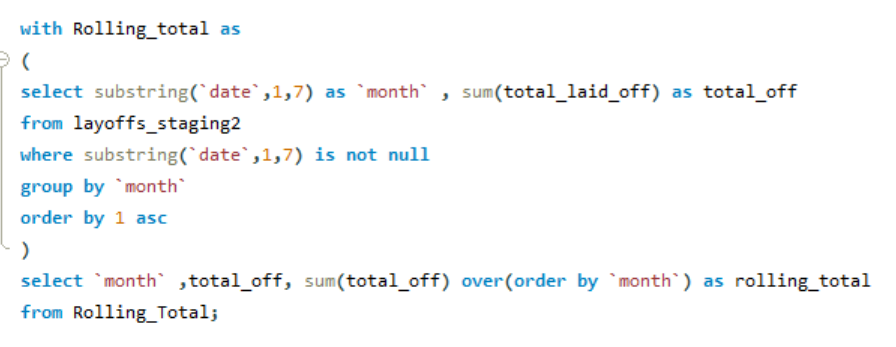 with Rolling_total as
(
select substring(`date`,1,7) as `month` , sum(total_laid_off) as total_off
from layoffs_staging2
where substring(`date`,1,7) is not null
group by `month`
order by 1 asc
)
select `month` ,total_off, sum(total_off) over(order by `month`) as rolling_total
from Rolling_Total;